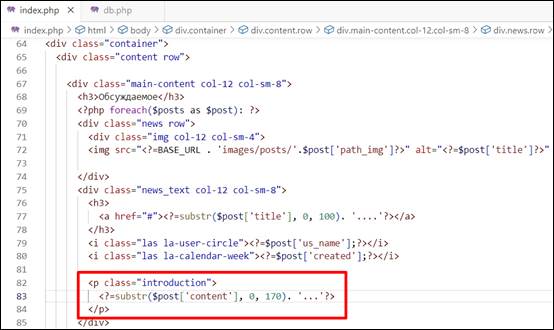 index.php × db.php
index.php > html > body > div.container > div.content.row > div.main-content.col-12.col-sm-8 > div.news.row
64 <div class="container">
65 <div class="content row">
66
67 <div class="main-content col-12 col-sm-8">
68 <h3>Обсуждаемое</h3>
69 <?php foreach($posts as $post): ?>
70 <div class="news row">
71 <div class="img col-12 col-sm-4">
72 <img src="<?=BASE_URL . 'images/posts/'.$post['path_img']?>" alt="<?=$post['title']?>"
73
74 </div>
75 <div class="news_text col-12 col-sm-8">
76 <h3>
77 <a href="#"><?=substr($post['title'], 0, 100). '....'?></a>
78 </h3>
79 <i class="las la-user-circle"><?=$post['us_name'];?></i>
80 <i class="las la-calendar-week"><?=$post['created'];?></i>
81
82 <p class="introduction">
83 <?=substr($post['content'], 0, 170). '...'?>
84 </p>
85 </div>